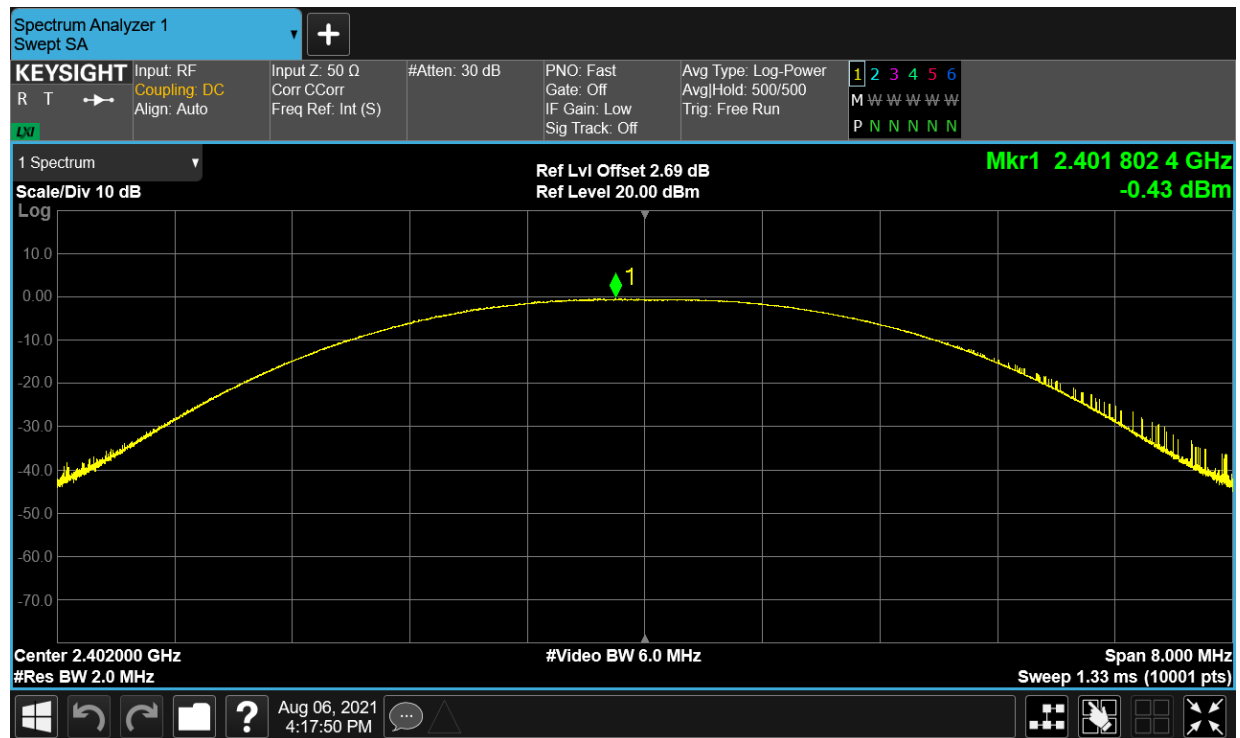 Spectrum Analyzer 1
Swept SA
+
KEYSIGHT
R T
LXI
Input: RF
Coupling: DC
Align: Auto
Input Z: 50 Ω
Corr CCorr
Freq Ref: Int (S)
#Atten: 30 dB
PNO: Fast
Gate: Off
IF Gain: Low
Sig Track: Off
Avg Type: Log-Power
Avg|Hold: 500/500
Trig: Free Run
1 2 3 4 5 6
M W W W W W
P N N N N N
1 Spectrum
Scale/Div 10 dB
Ref Lvl Offset 2.69 dB
Ref Level 20.00 dBm
Mkr1 2.401 802 4 GHz
-0.43 dBm
Log
10.0
1
0.00
-10.0
-20.0
-30.0
-40.0
-50.0
-60.0
-70.0
Center 2.402000 GHz
#Res BW 2.0 MHz
#Video BW 6.0 MHz
Span 8.000 MHz
Sweep 1.33 ms (10001 pts)
?
Aug 06, 2021
4:17:50 PM